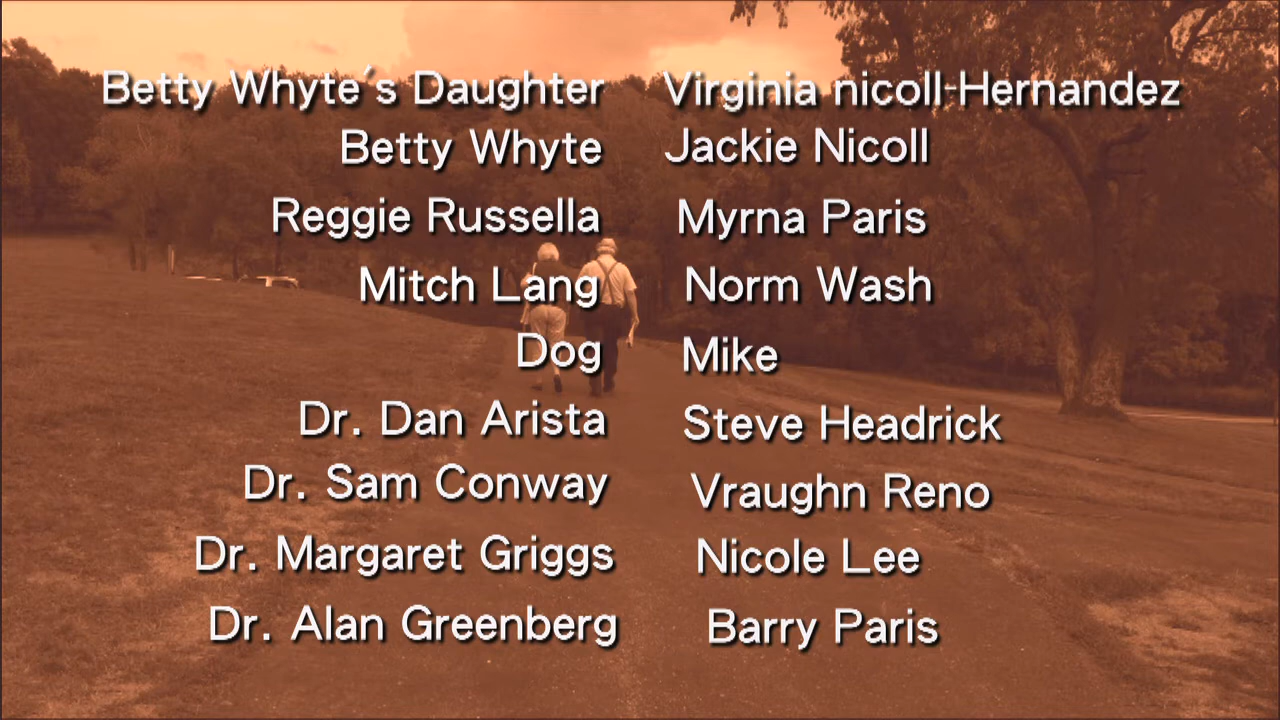 Betty Whyte's Daughter Virginia nicoll-Hernandez
Betty Whyte Jackie Nicoll
Reggie Russella Myrna Paris
Mitch Lang Norm Wash
Dog Mike
Dr. Dan Arista Steve Headrick
Dr. Sam Conway Vraughn Reno
Dr. Margaret Griggs Nicole Lee
Dr. Alan Greenberg Barry Paris